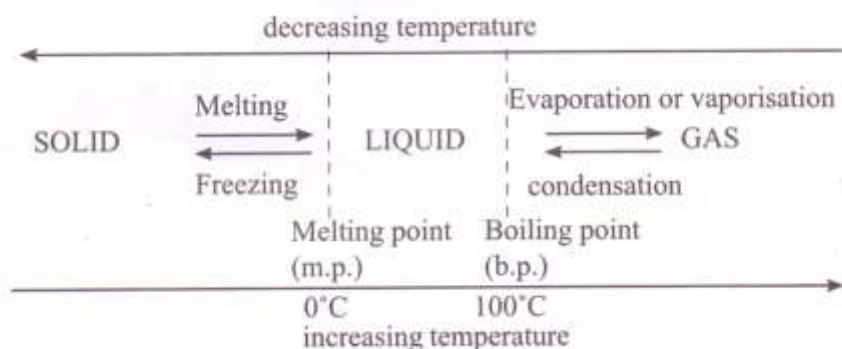 decreasing temperature
Melting
Evaporation or vaporisation
SOLID
LIQUID
GAS
Freezing
condensation
Melting point
(m.p.)
Boiling point
(b.p.)
0°C
100°C
increasing temperature